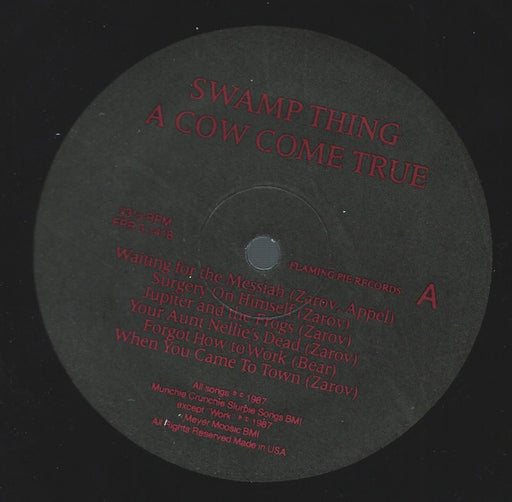 SWAMP THING
A COW COME TRUE
33⅓ RPM
FLAMING PIE RECORDS
A
Waiting for the Messiah (Zarov, Appel)
Surgery On Himself (Zarov)
Jupiter and the Frogs (Zarov)
Your Aunt Nellie's Dead (Zarov)
Forgot How to Work (Bear)
When You Came To Town (Zarov)
All songs ℗ © 1987
Munchie Crunchie Slurbie Songs BMI
except "Work" ℗ © 1987
Meyer Moosic BMI
All Rights Reserved Made in USA